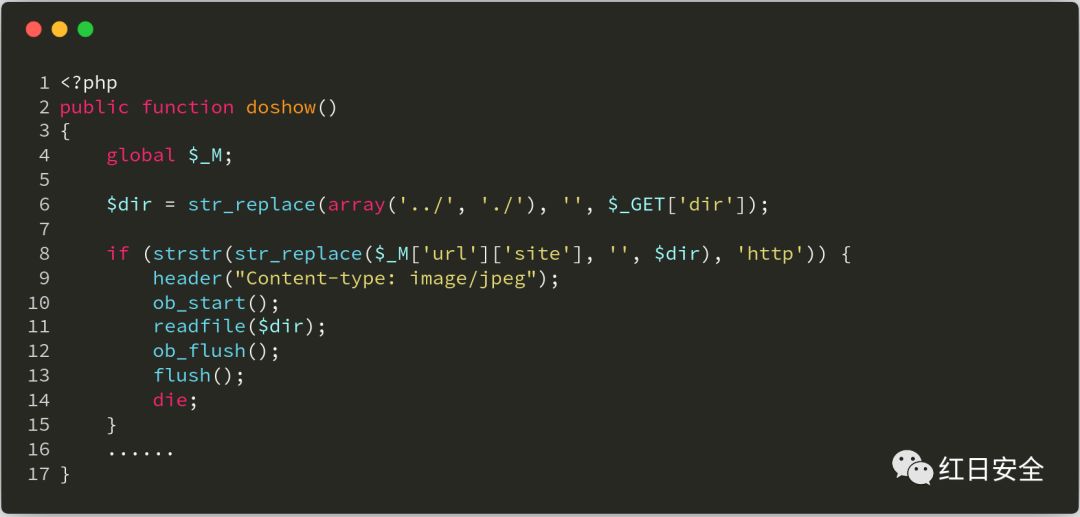 1 <?php
2 public function doshow()
3 {
4     global $_M;
5
6     $dir = str_replace(array('../', './'), '', $_GET['dir']);
7
8     if (strstr(str_replace($_M['url']['site'], '', $dir), 'http')) {
9         header("Content-type: image/jpeg");
10         ob_start();
11         readfile($dir);
12         ob_flush();
13         flush();
14         die;
15     }
16     ......
17 }
红日安全